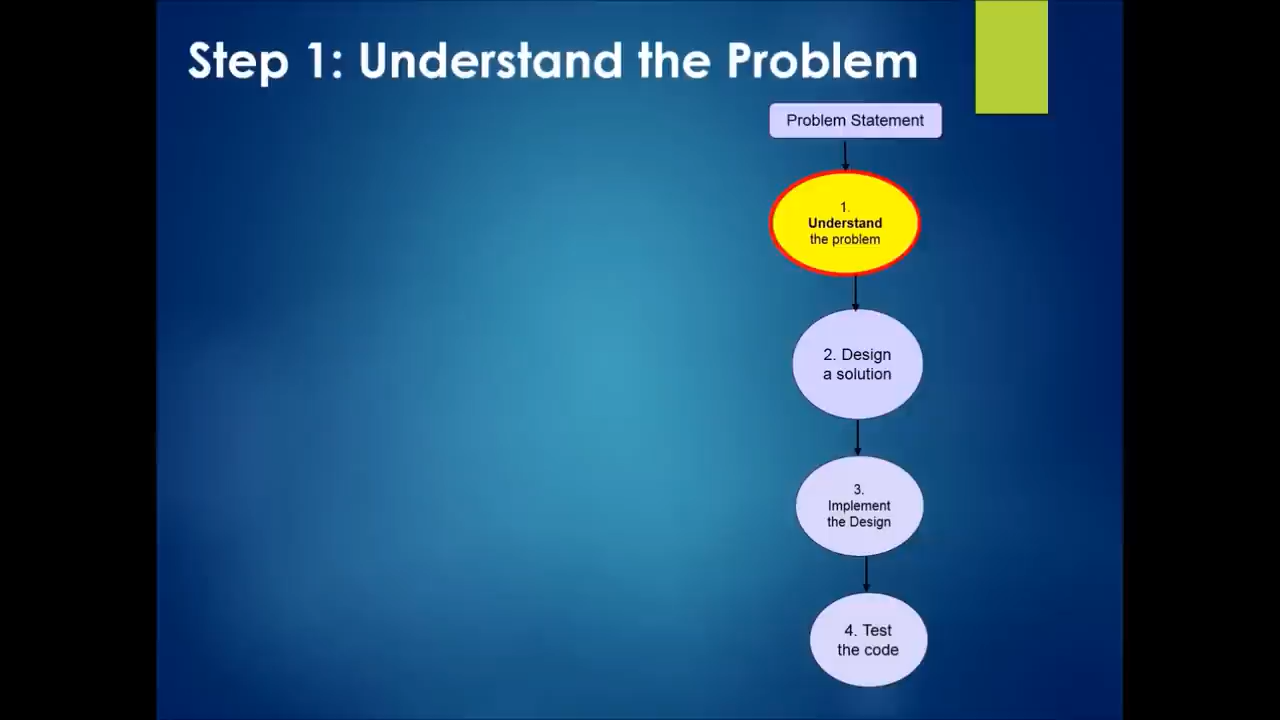 Step 1: Understand the Problem
Problem Statement
1.
Understand
the problem
2. Design
a solution
3.
Implement
the Design
4. Test
the code